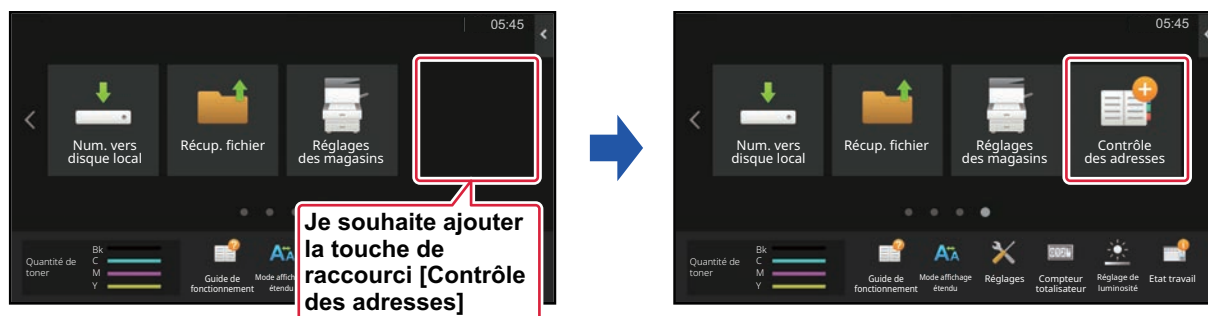 05:45
Num. vers
disque local
Récup. fichier
Réglages
des magasins
Je souhaite ajouter
la touche de
raccourci [Contrôle
des adresses]
Quantité de
toner
Bk
C
M
Y
Guide de
fonctionnement
Mode affich
étendu
05:45
Num. vers
disque local
Récup. fichier
Réglages
des magasins
Contrôle
des adresses
Quantité de
toner
Bk
C
M
Y
Guide de
fonctionnement
Mode affichage
étendu
Réglages
Compteur
totalisateur
Réglage de
luminosité
Etat travail